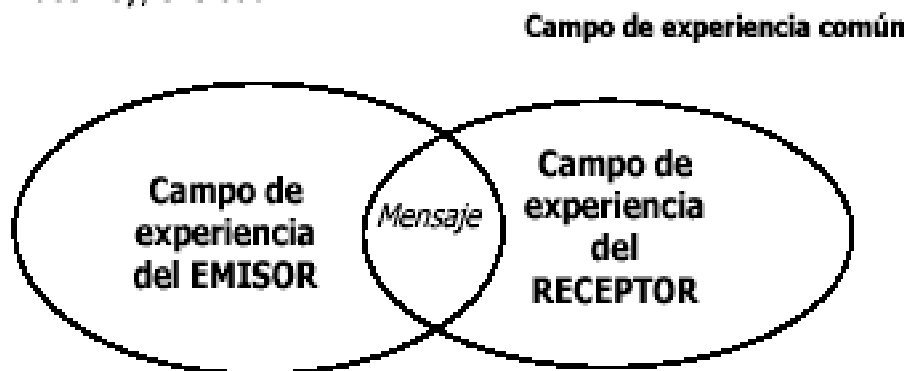 Campo de experiencia común
Campo de
experiencia
del EMISOR
Mensaje
Campo de
experiencia
del
RECEPTOR